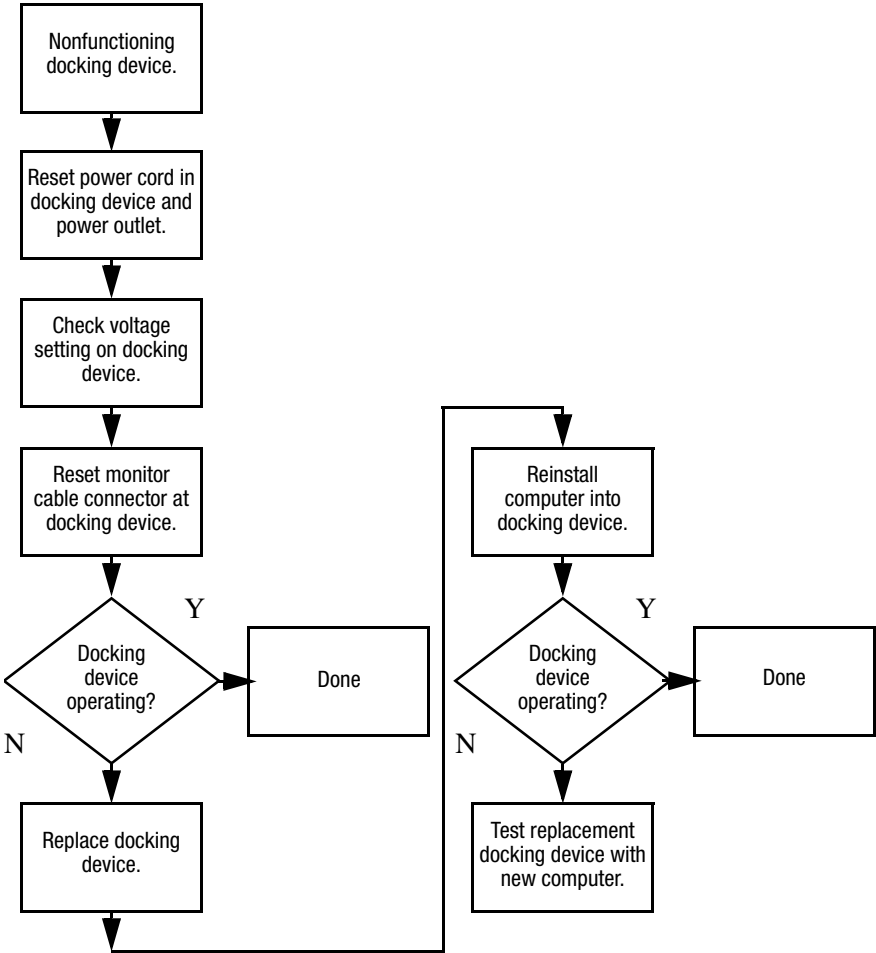 Nonfunctioning
docking device.
Reset power cord in
docking device and
power outlet.
Check voltage
setting on docking
device.
Reset monitor
cable connector at
docking device.
Y
Docking
device
operating?
Done
N
Replace docking
device.
Reinstall
computer into
docking device.
Y
Docking
device
operating?
Done
N
Test replacement
docking device with
new computer.